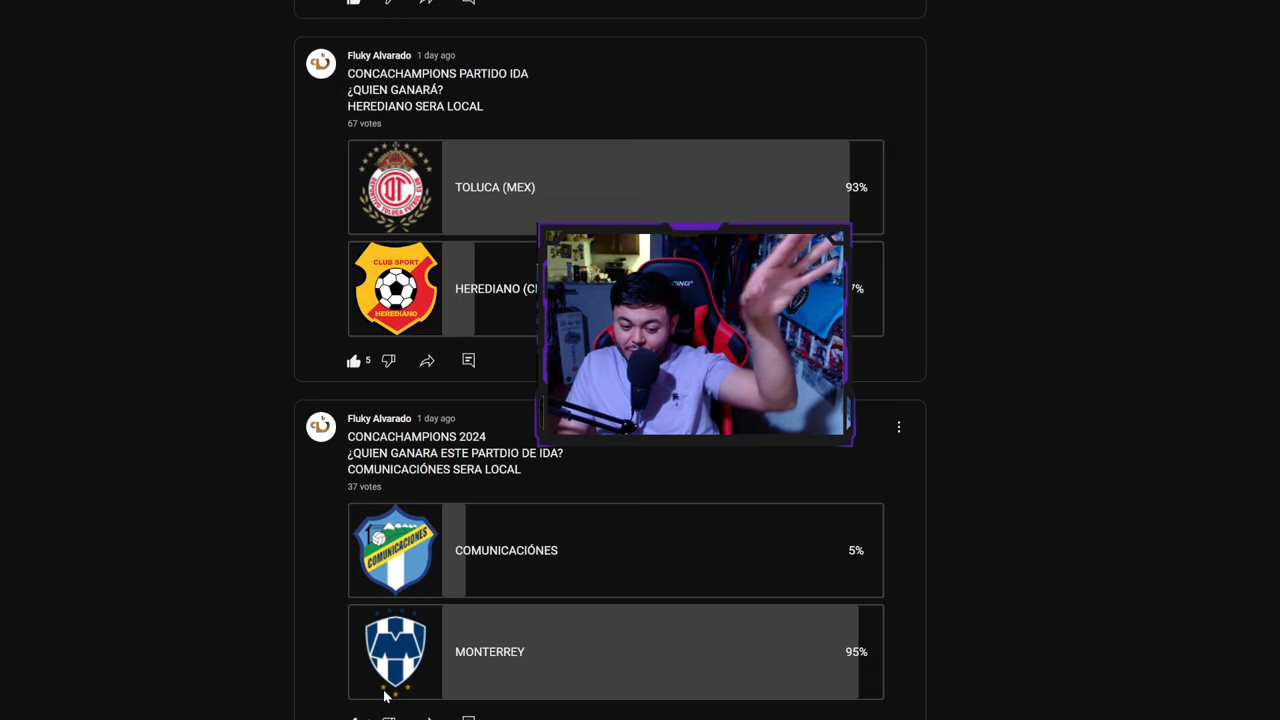 Fluky Alvarado 1 day ago
CONCACHAMPIONS PARTIDO IDA
¿QUIEN GANARÁ?
HEREDIANO SERA LOCAL
67 votes
TOLUCA (MEX)
93%
CLUB SPORT
HEREDIANO
HEREDIANO (C
7%
5
Fluky Alvarado 1 day ago
CONCACHAMPIONS 2024
¿QUIEN GANARA ESTE PARTDIO DE IDA?
COMUNICACIÓNES SERA LOCAL
37 votes
COMUNICACIONES
COMUNICACIÓNES
5%
MONTERREY
95%